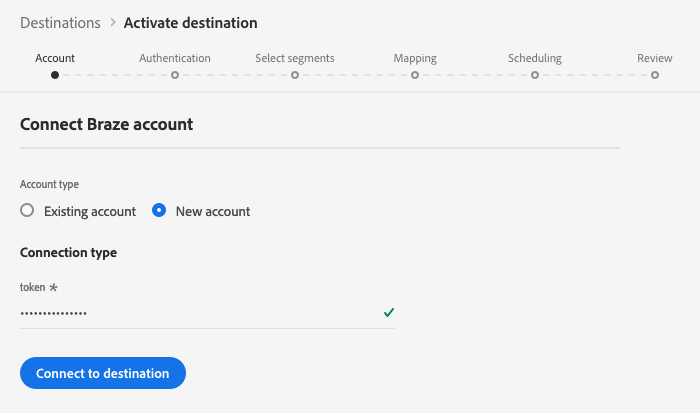 Destinations > Activate destination
Account Authentication Select segments Mapping Scheduling Review
Connect Braze account
Account type
Existing account New account
Connection type
token *
•••••••••••••••
Connect to destination